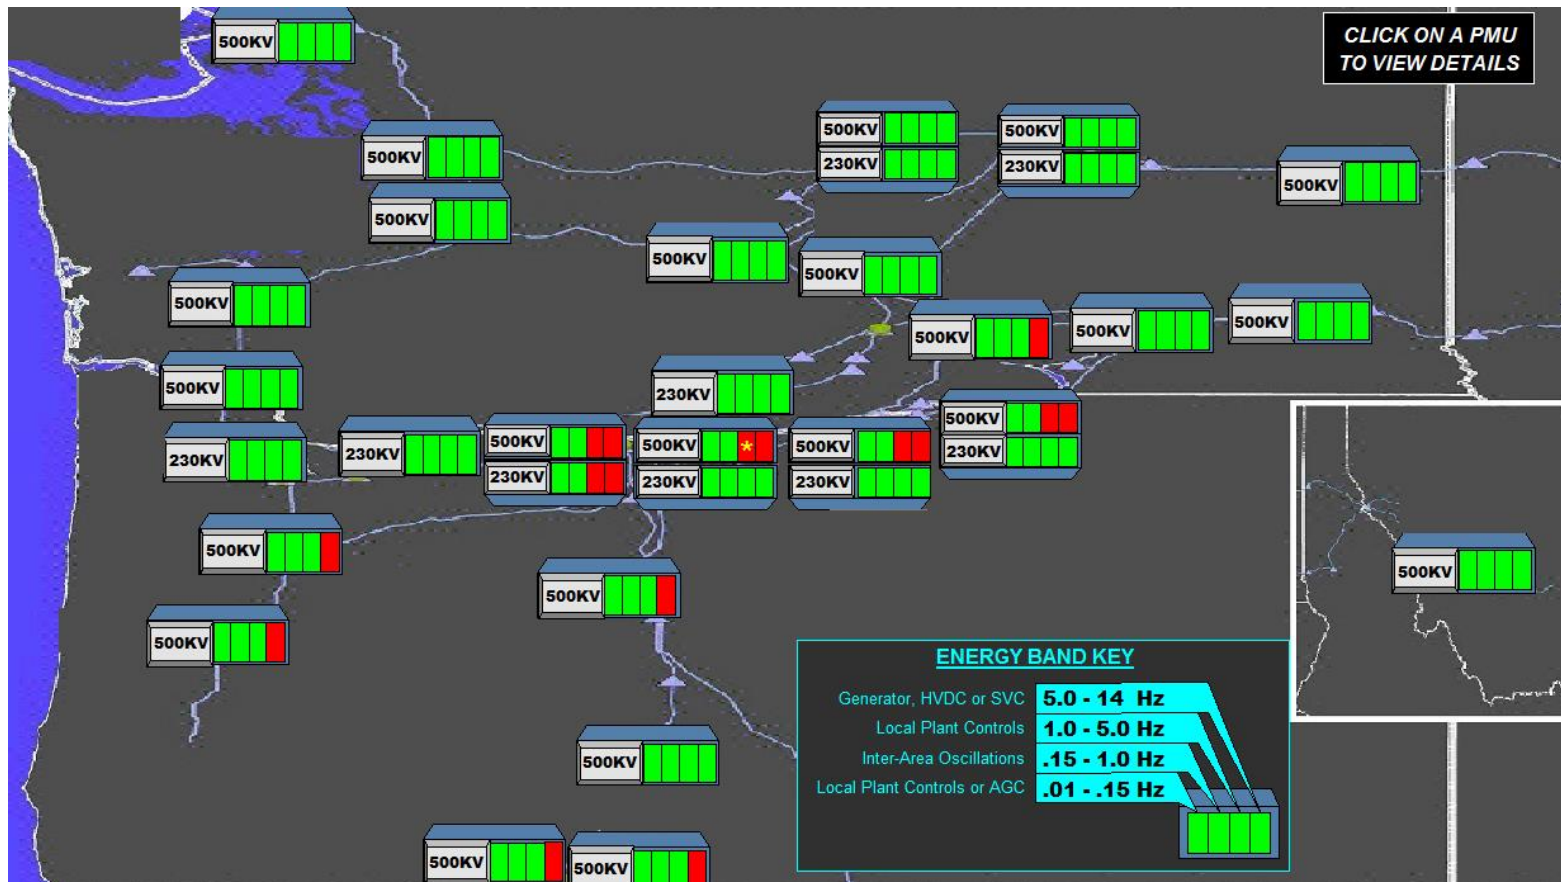 500KV
CLICK ON A PMU
TO VIEW DETAILS
500KV
500KV
230KV
500KV
230KV
500KV
500KV
500KV
500KV
500KV
500KV
500KV
500KV
500KV
230KV
500KV
230KV
230KV
500KV
230KV
500KV *
230KV
500KV
230KV
500KV
230KV
500KV
500KV
500KV
500KV
500KV
500KV
500KV
ENERGY BAND KEY
Generator, HVDC or SVC 5.0 - 14 Hz
Local Plant Controls 1.0 - 5.0 Hz
Inter-Area Oscillations .15 - 1.0 Hz
Local Plant Controls or AGC .01 - .15 Hz